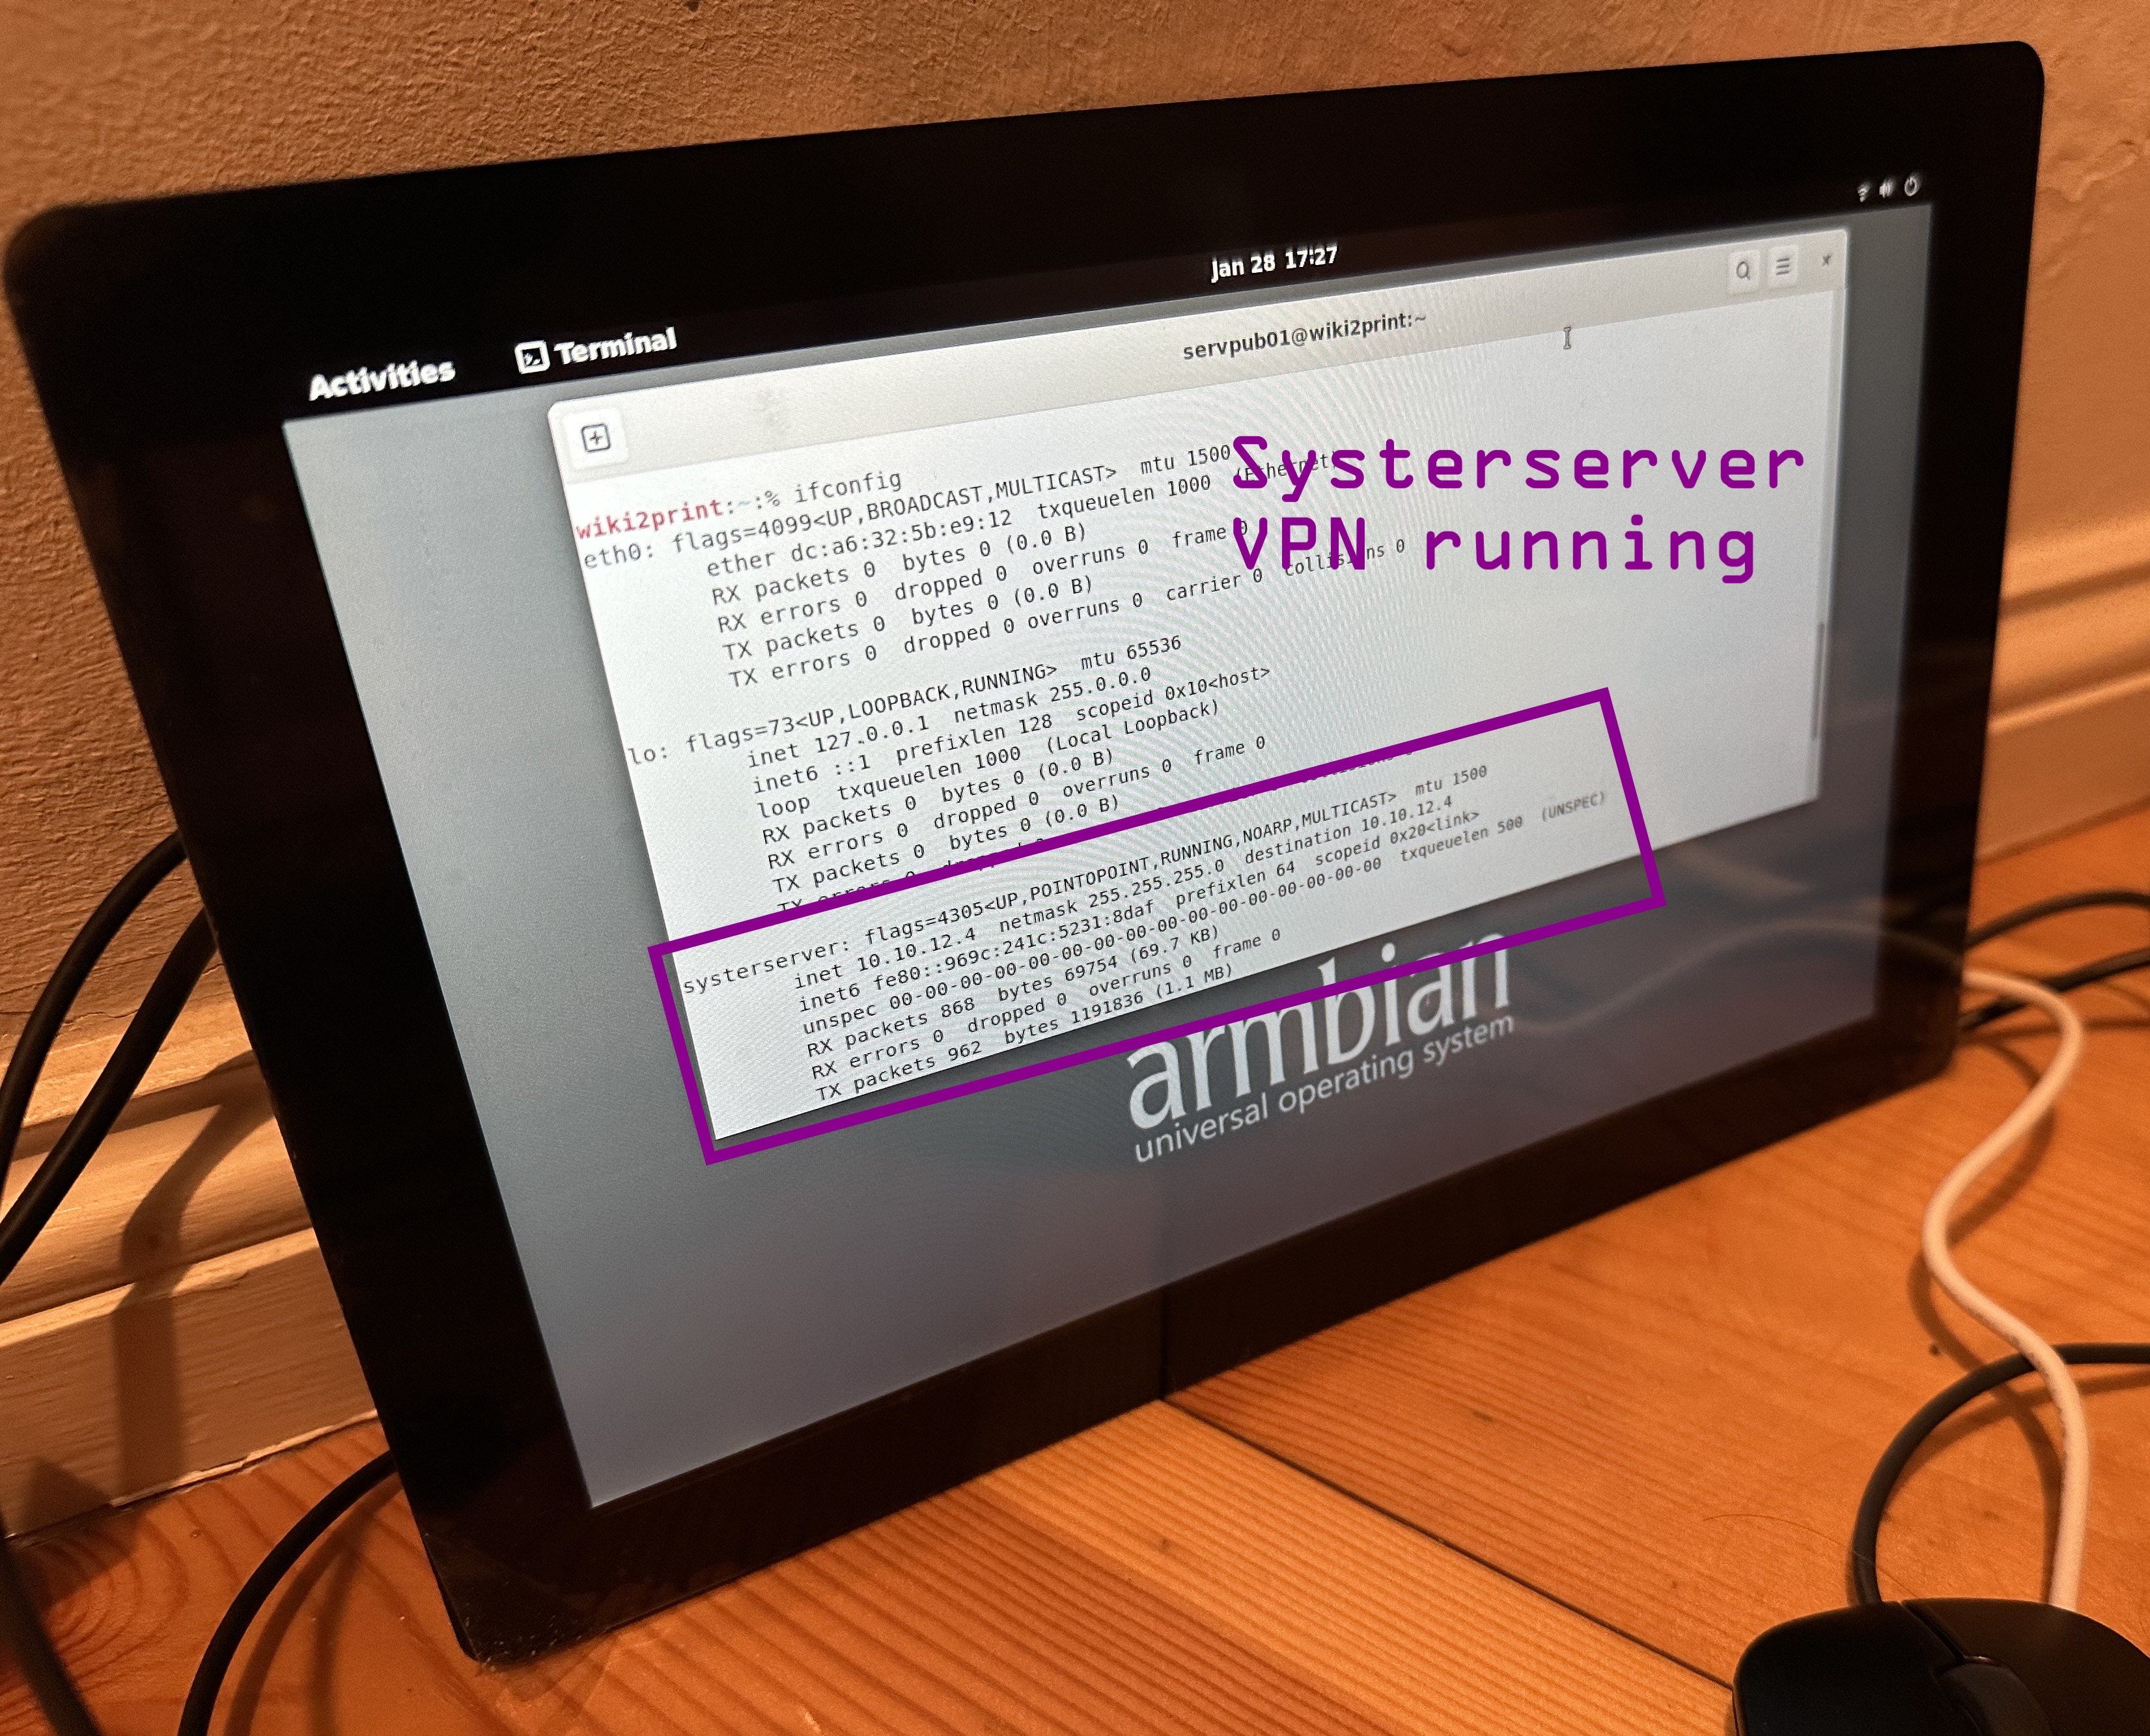 Jan 28 17:27
Activities Terminal
servpub01@wiki2print:~
Systerserver
VPN running
wiki2print:~:% ifconfig
eth0: flags=4099<UP,BROADCAST,MULTICAST> mtu 1500
ether dc:a6:32:5b:e9:12 txqueuelen 1000 (Ethernet)
RX packets 0 bytes 0 (0.0 B)
RX errors 0 dropped 0 overruns 0 frame 0
TX packets 0 bytes 0 (0.0 B)
TX errors 0 dropped 0 overruns 0 carrier 0 collisions 0
lo: flags=73<UP,LOOPBACK,RUNNING> mtu 65536
inet 127.0.0.1 netmask 255.0.0.0
inet6 ::1 prefixlen 128 scopeid 0x10<host>
loop txqueuelen 1000 (Local Loopback)
RX packets 0 bytes 0 (0.0 B)
RX errors 0 dropped 0 overruns 0 frame 0
TX packets 0 bytes 0 (0.0 B)
TX errors 0
systerserver: flags=4305<UP,POINTOPOINT,RUNNING,NOARP,MULTICAST> mtu 1500
inet 10.10.12.4 netmask 255.255.255.0 destination 10.10.12.4
inet6 fe80::969c:241c:5231:8daf prefixlen 64 scopeid 0x20<link>
unspec 00-00-00-00-00-00-00-00-00-00-00-00-00-00-00-00 txqueuelen 500 (UNSPEC)
RX packets 868 bytes 69754 (69.7 KB)
RX errors 0 dropped 0 overruns 0 frame 0
TX packets 962 bytes 1191836 (1.1 MB)
armbian
universal operating system